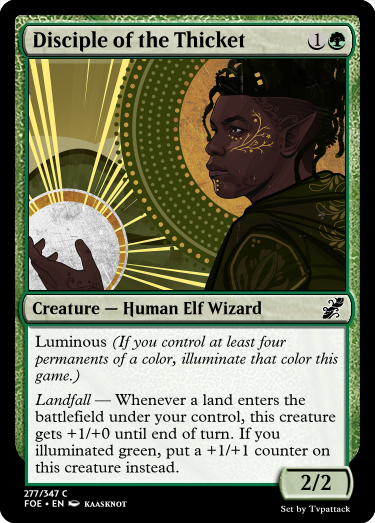 Disciple of the Thicket 1
Creature — Human Elf Wizard
Luminous (If you control at least four
permanents of a color, illuminate that color this
game.)
Landfall — Whenever a land enters the
battlefield under your control, this creature
gets +1/+0 until end of turn. If you
illuminated green, put a +1/+1 counter on
this creature instead.
2/2
277/347 C
FOE • EN KAASKNOT
Set by Tvpattack